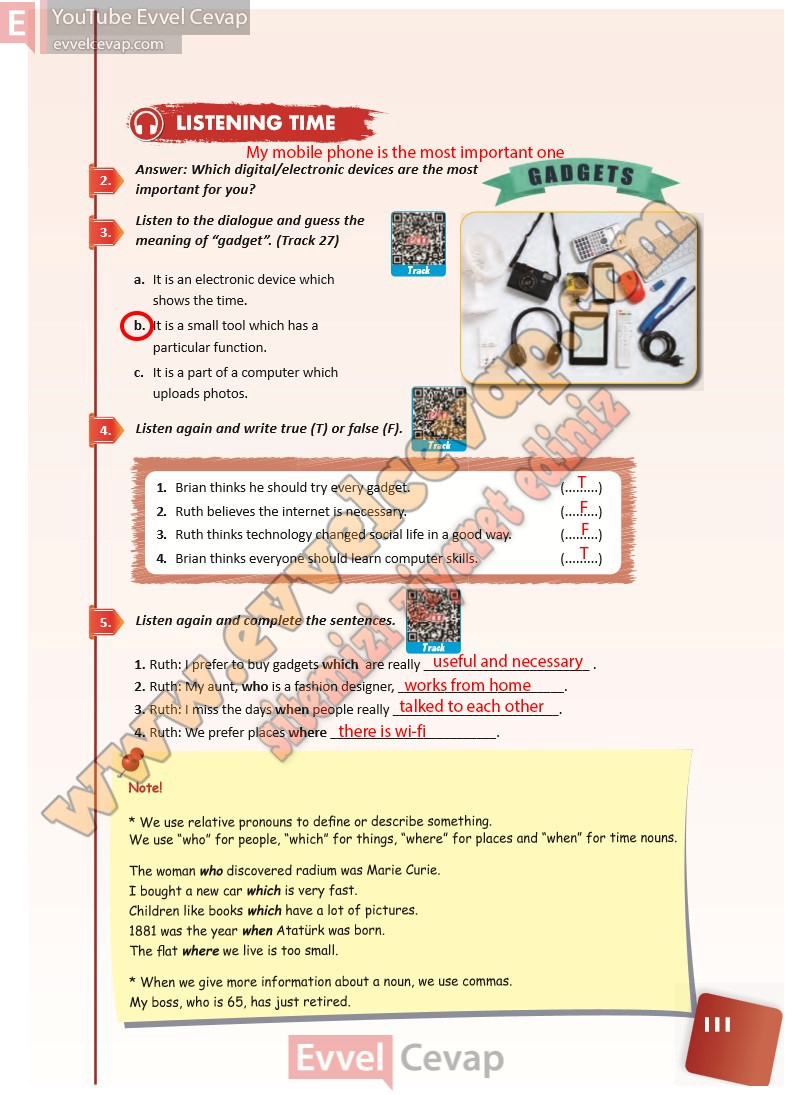 E
YouTube Evvel Cevap
evvelcevap.com
LISTENING TIME
My mobile phone is the most important one
2. Answer: Which digital/electronic devices are the most
important for you?
GADGETS
3. Listen to the dialogue and guess the
meaning of “gadget”. (Track 27)
Track
a. It is an electronic device which
shows the time.
b. It is a small tool which has a
particular function.
c. It is a part of a computer which
uploads photos.
4. Listen again and write true (T) or false (F).
Track
1. Brian thinks he should try every gadget. (....T.....)
2. Ruth believes the internet is necessary. (....F.....)
3. Ruth thinks technology changed social life in a good way. (....F.....)
4. Brian thinks everyone should learn computer skills. (....T.....)
5. Listen again and complete the sentences.
Track
1. Ruth: I prefer to buy gadgets which are really useful and necessary .
2. Ruth: My aunt, who is a fashion designer, works from home.
3. Ruth: I miss the days when people really talked to each other.
4. Ruth: We prefer places where there is wi-fi.
Note!
* We use relative pronouns to define or describe something.
We use “who” for people, “which” for things, “where” for places and “when” for time nouns.
The woman who discovered radium was Marie Curie.
I bought a new car which is very fast.
Children like books which have a lot of pictures.
1881 was the year when Atatürk was born.
The flat where we live is too small.
* When we give more information about a noun, we use commas.
My boss, who is 65, has just retired.
111
Evvel Cevap
www.evvelcevap.com
sitemizi ziyaret ediniz